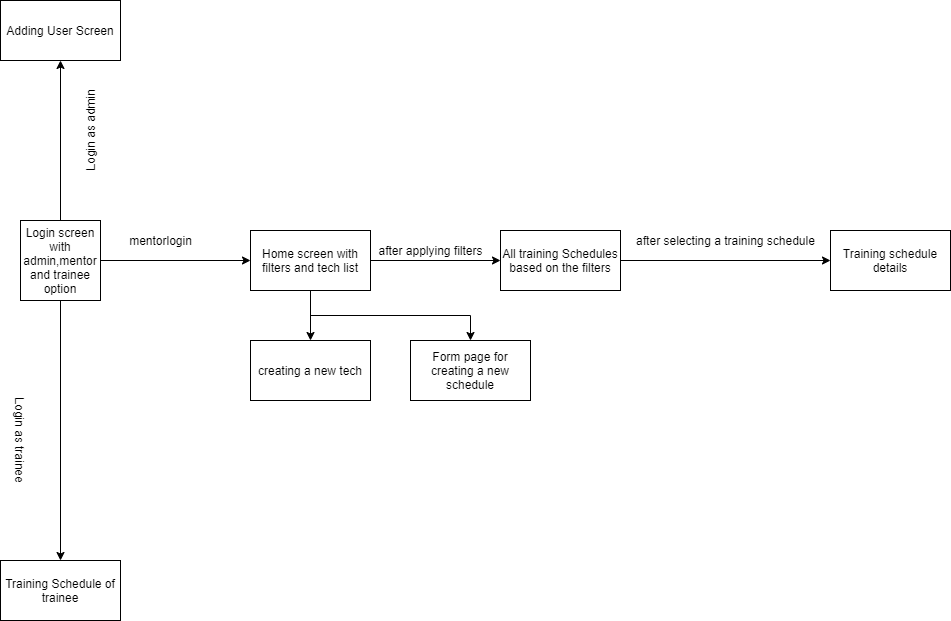 Adding User Screen
Login as admin
Login screen
with
admin,mentor
and trainee
option
mentorlogin
Home screen with
filters and tech list
after applying filters
All training Schedules
based on the filters
after selecting a training schedule
Training schedule
details
creating a new tech
Form page for
creating a new
schedule
Login as trainee
Training Schedule of
trainee